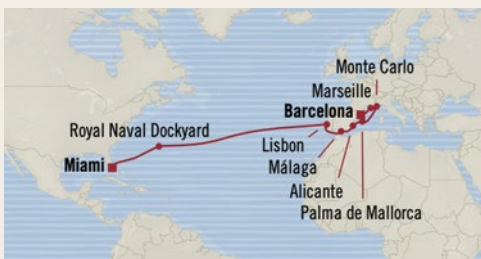 Monte Carlo
Marseille
Barcelona
Royal Naval Dockyard
Lisbon
Miami
Málaga
Alicante
Palma de Mallorca